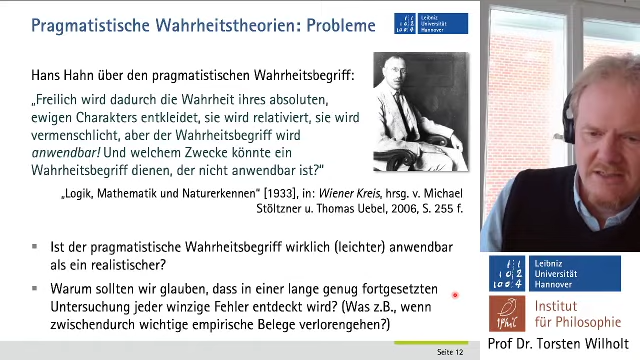 Pragmatistische Wahrheitstheorien: Probleme
Leibniz
Universität
Hannover
Hans Hahn über den pragmatistischen Wahrheitsbegriff:
„Freilich wird dadurch die Wahrheit ihres absoluten,
ewigen Charakters entkleidet, sie wird relativiert, sie wird
vermenschlicht, aber der Wahrheitsbegriff wird
anwendbar! Und welchem Zwecke könnte ein
Wahrheitsbegriff dienen, der nicht anwendbar ist?“
„Logik, Mathematik und Naturerkennen“ [1933], in: Wiener Kreis, hrsg. v. Michael
Stöltzner u. Thomas Uebel, 2006, S. 255 f.
Ist der pragmatistische Wahrheitsbegriff wirklich (leichter) anwendbar
als ein realistischer?
Warum sollten wir glauben, dass in einer lange genug fortgesetzten
Untersuchung jeder winzige Fehler entdeckt wird? (Was z.B., wenn
zwischendurch wichtige empirische Belege verlorengehen?)
Seite 12
Leibniz
Universität
Hannover
Institut
für Philosophie
Prof Dr. Torsten Wilholt